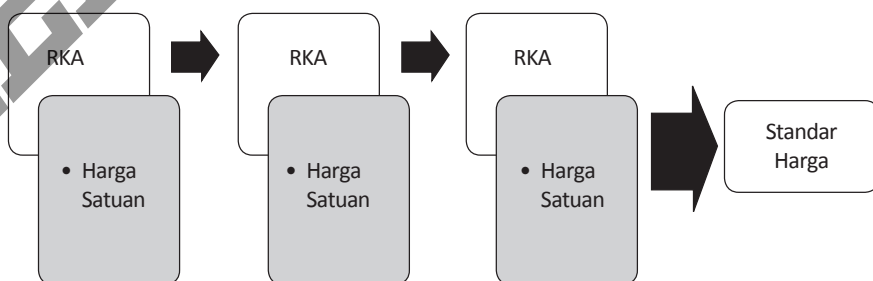 RKA
• Harga
Satuan
RKA
• Harga
Satuan
RKA
• Harga
Satuan
Standar
Harga